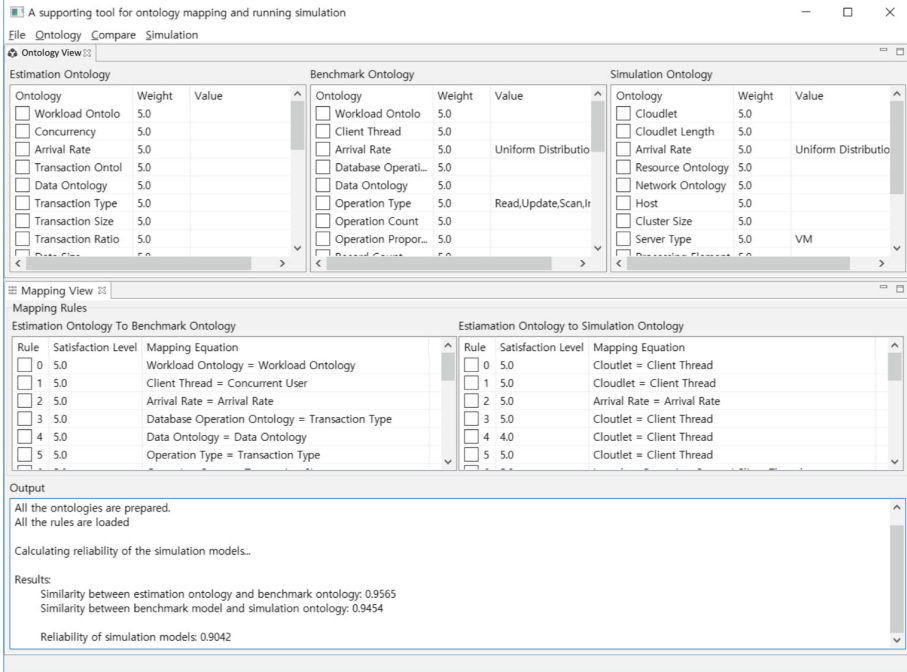 A supporting tool for ontology mapping and running simulation
File Ontology Compare Simulation
Ontology View
Estimation Ontology
Ontology Weight Value
Workload Ontolo 5.0
Concurrency 5.0
Arrival Rate 5.0
Transaction Ontol 5.0
Data Ontology 5.0
Transaction Type 5.0
Transaction Size 5.0
Transaction Ratio 5.0
Data Size 5.0
Benchmark Ontology
Ontology Weight Value
Workload Ontolo 5.0
Client Thread 5.0
Arrival Rate 5.0 Uniform Distributio
Database Operati... 5.0
Data Ontology 5.0
Operation Type 5.0 Read,Update,Scan,Ir
Operation Count 5.0
Operation Propor... 5.0
Record Count 5.0
Simulation Ontology
Ontology Weight Value
Cloudlet 5.0
Cloudlet Length 5.0
Arrival Rate 5.0 Uniform Distributio
Resource Ontology 5.0
Network Ontology 5.0
Host 5.0
Cluster Size 5.0
Server Type 5.0 VM
Processing Element 5.0
Mapping View
Mapping Rules
Estimation Ontology To Benchmark Ontology
Rule Satisfaction Level Mapping Equation
0 5.0 Workload Ontology = Workload Ontology
1 5.0 Client Thread = Concurrent User
2 5.0 Arrival Rate = Arrival Rate
3 5.0 Database Operation Ontology = Transaction Type
4 5.0 Data Ontology = Data Ontology
5 5.0 Operation Type = Transaction Type
Estiamation Ontology to Simulation Ontology
Rule Satisfaction Level Mapping Equation
0 5.0 Cloutlet = Client Thread
1 5.0 Cloudlet = Client Thread
2 5.0 Arrival Rate = Arrival Rate
3 5.0 Cloutlet = Client Thread
4 4.0 Cloutlet = Client Thread
5 5.0 Cloutlet = Client Thread
Output
All the ontologies are prepared.
All the rules are loaded
Calculating reliability of the simulation models...
Results:
Similarity between estimation ontology and benchmark ontology: 0.9565
Similarity between benchmark model and simulation ontology: 0.9454
Reliability of simulation models: 0.9042